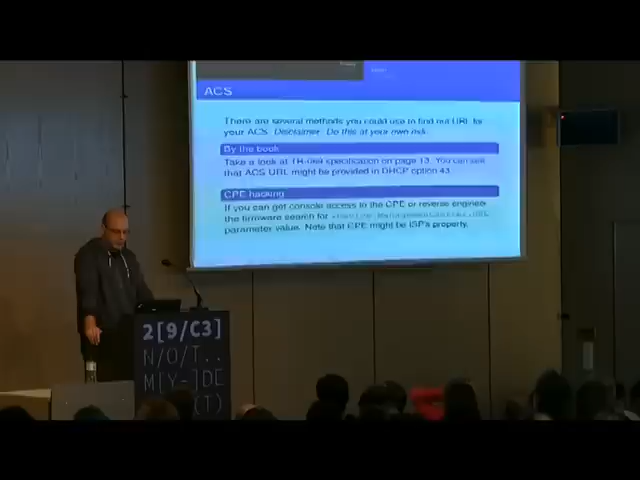 ACS
There are several methods you could use to find out URL for
your ACS. Disclaimer: Do this at your own risk.
By the book
Take a look at TR-069 specification on page 13. You can see
that ACS URL might be provided in DHCP option 43.
CPE hacking
If you can get console access to the CPE or reverse engineer
the firmware search for
parameter value. Note that CPE might be ISP's property.
2[9/C3]
N/O/T..
M[Y-]DE
(T)